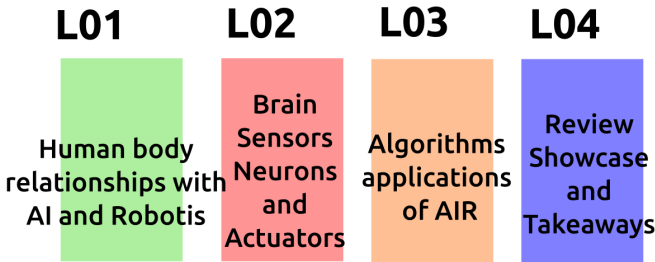 L01
Human body
relationships with
AI and Robotis
L02
Brain
Sensors
Neurons
and
Actuators
L03
Algorithms
applications
of AIR
L04
Review
Showcase
and
Takeaways